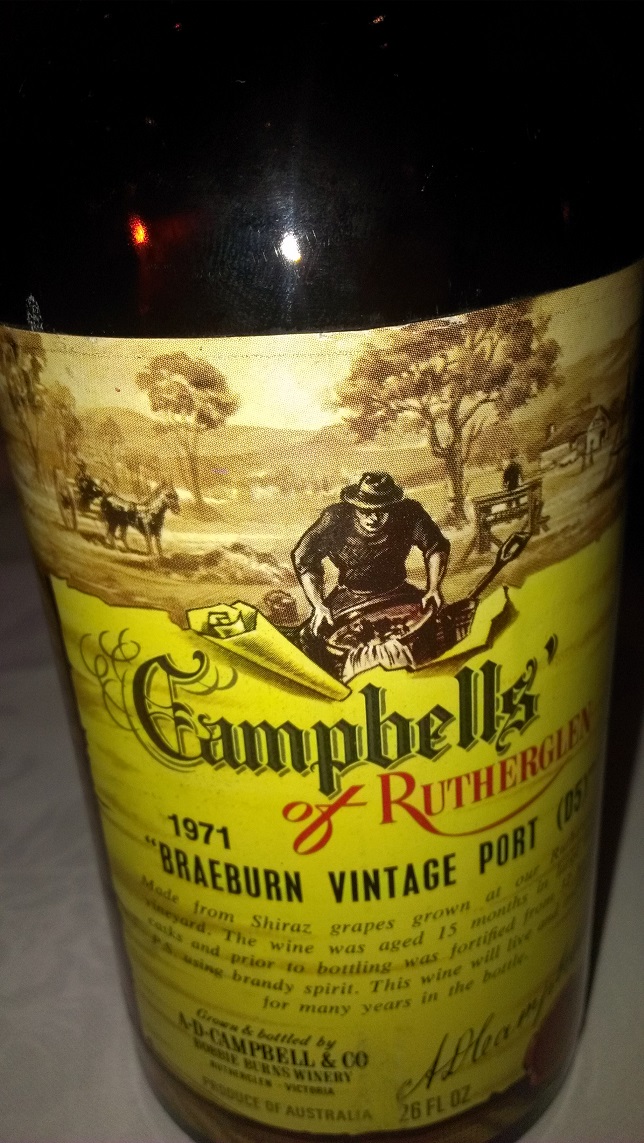 Campbells'
of RUTHERGLEN
1971
"BRAEBURN VINTAGE PORT (D5)"
Made from Shiraz grapes grown at our
vineyard. The wine was aged 15 months in
casks and prior to bottling was fortified from
P.S. using brandy spirit. This wine will live and
for many years in the bottle.
Grown & bottled by
A·D·CAMPBELL & CO
BOBBIE BURNS WINERY
RUTHERGLEN · VICTORIA
PRODUCE OF AUSTRALIA 26 FL OZ